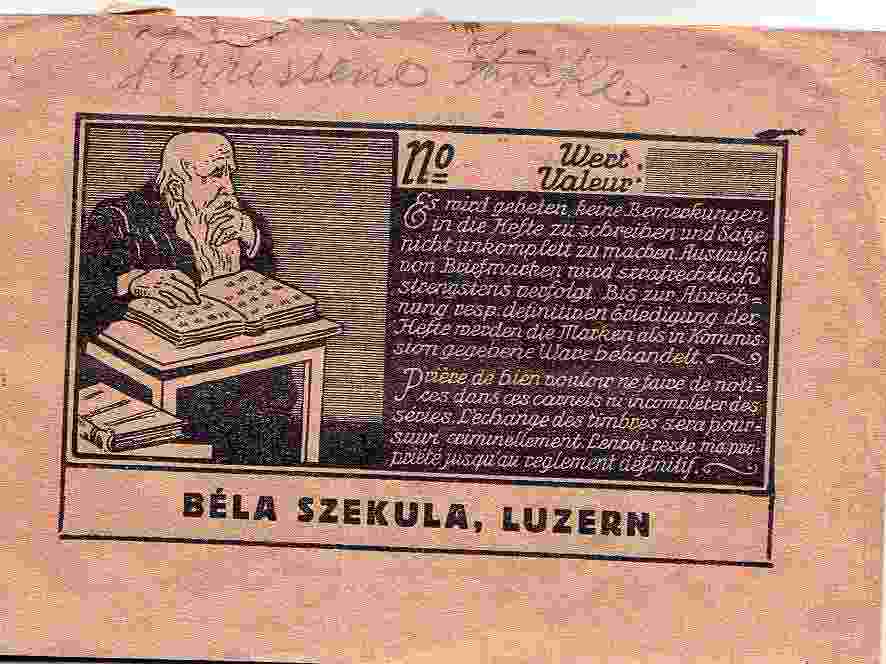 Zerrissene Stücke.
Nº
Wert.
Valeur.
Es wird gebeten, keine Bemerkungen
in die Hefte zu schreiben und Sätze
nicht unkomplett zu machen. Austausch
von Briefmarken wird strafrechtlich
strengstens verfolgt. Bis zur Abrech=
nung resp. definitiven Erledigung der
Hefte werden die Marken als in Kommis=
sion gegebene Ware behandelt.
Prière de bien vouloir ne faire de noti=
ces dans ces carnets ni incompléter des
séries. L'echange des timbres sera pour=
suivi criminellement. L'envoi reste ma pro=
priété jusqu'au reglement définitif.
BÉLA SZEKULA, LUZERN